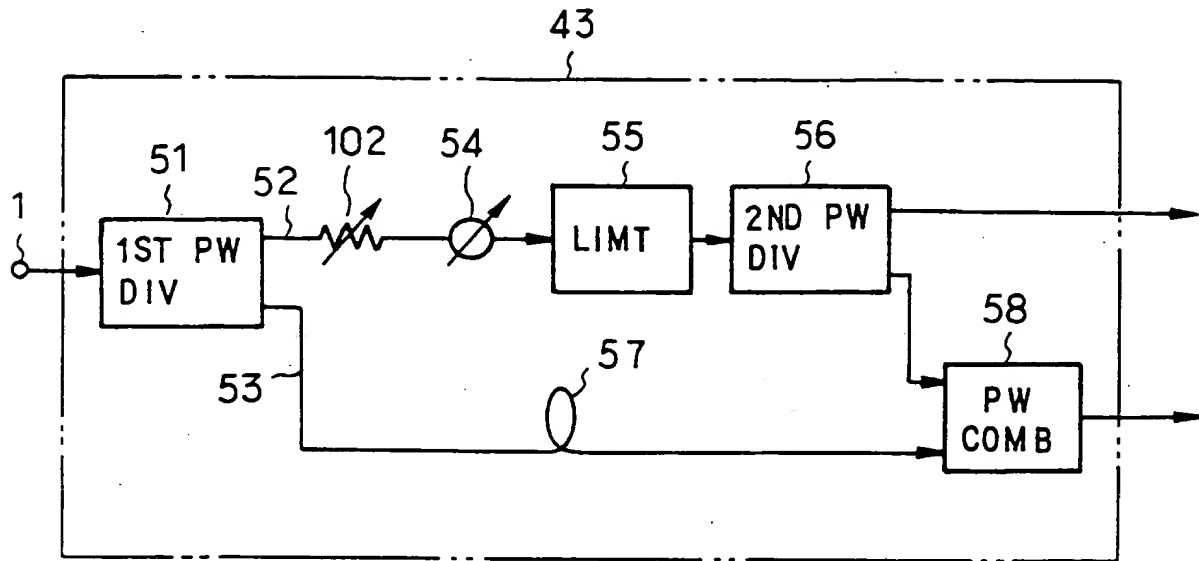 43
51
52
102
54
55
56
1
1ST PW
DIV
LIMT
2ND PW
DIV
53
57
58
PW
COMB